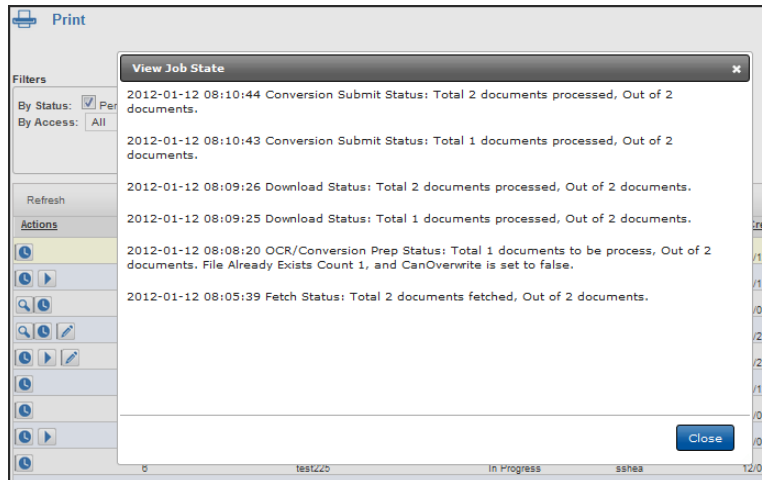 Print
View Job State
Filters
By Status: Per
By Access: All
2012-01-12 08:10:44 Conversion Submit Status: Total 2 documents processed, Out of 2
documents.
2012-01-12 08:10:43 Conversion Submit Status: Total 1 documents processed, Out of 2
documents.
2012-01-12 08:09:26 Download Status: Total 2 documents processed, Out of 2 documents.
Refresh
2012-01-12 08:09:25 Download Status: Total 1 documents processed, Out of 2 documents.
Actions
2012-01-12 08:08:20 OCR/Conversion Prep Status: Total 1 documents to be process, Out of 2
documents. File Already Exists Count 1, and CanOverwrite is set to false.
2012-01-12 08:05:39 Fetch Status: Total 2 documents fetched, Out of 2 documents.
Close
In Progress sshea 12/0